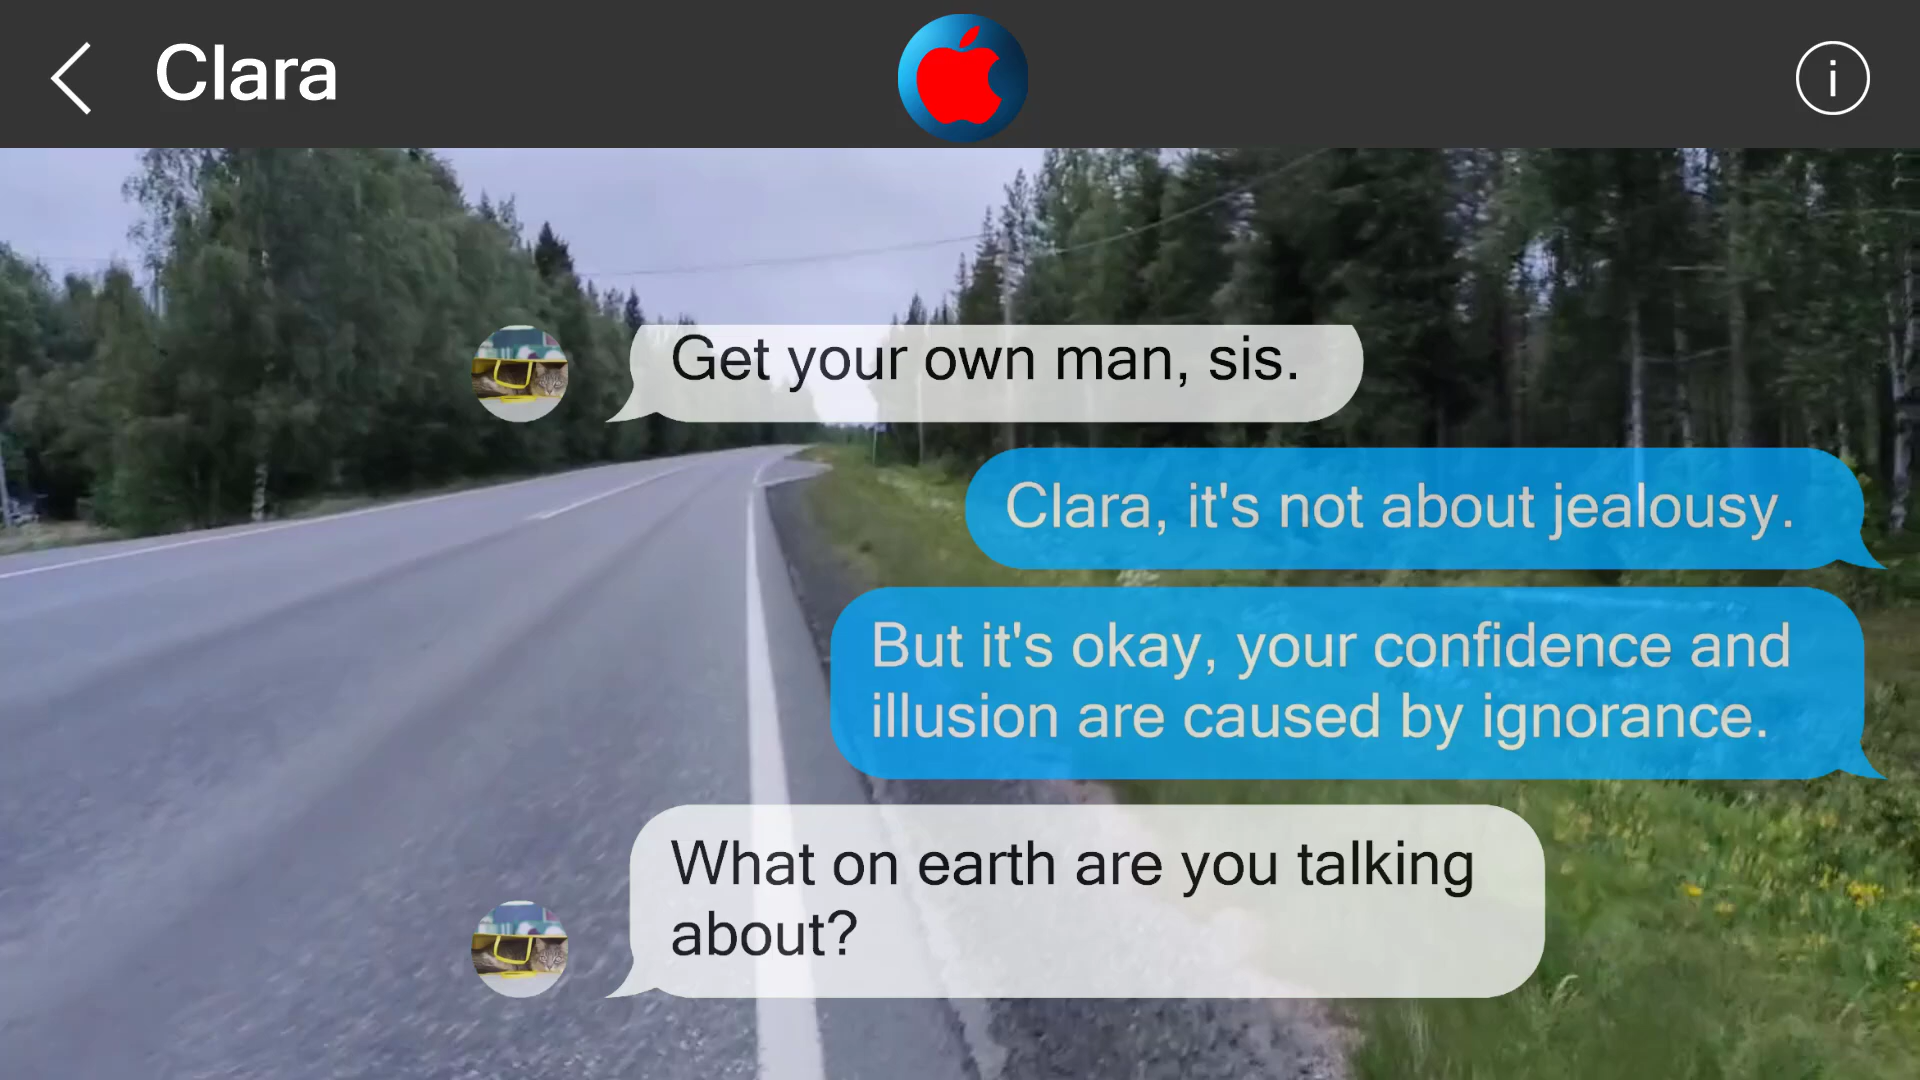 Clara
i
Get your own man, sis.
Clara, it's not about jealousy.
But it's okay, your confidence and
illusion are caused by ignorance.
What on earth are you talking
about?